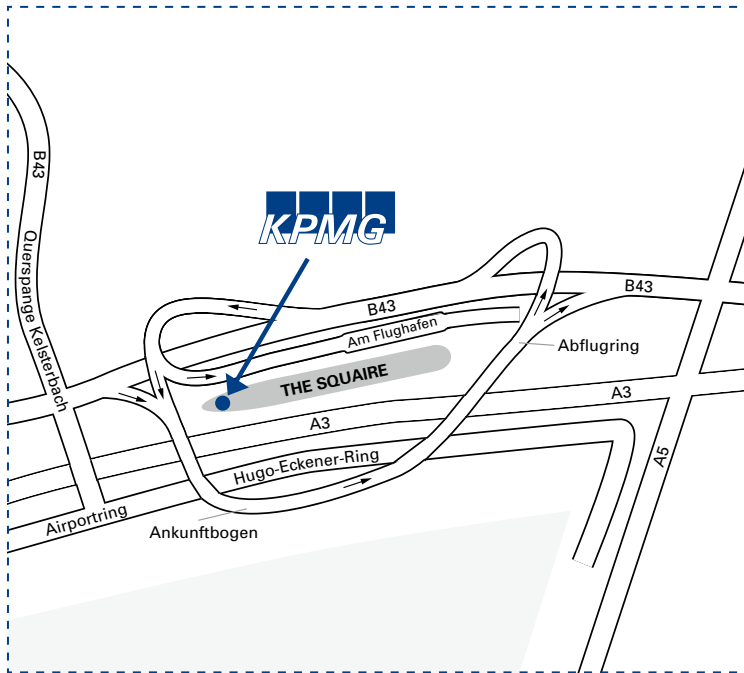 B43
Querspange Kelsterbach
KPMG
B43
B43
Am Flughafen
Abflugring
THE SQUAIRE
A3
A3
A5
Hugo-Eckener-Ring
Airportring
Ankunftbogen